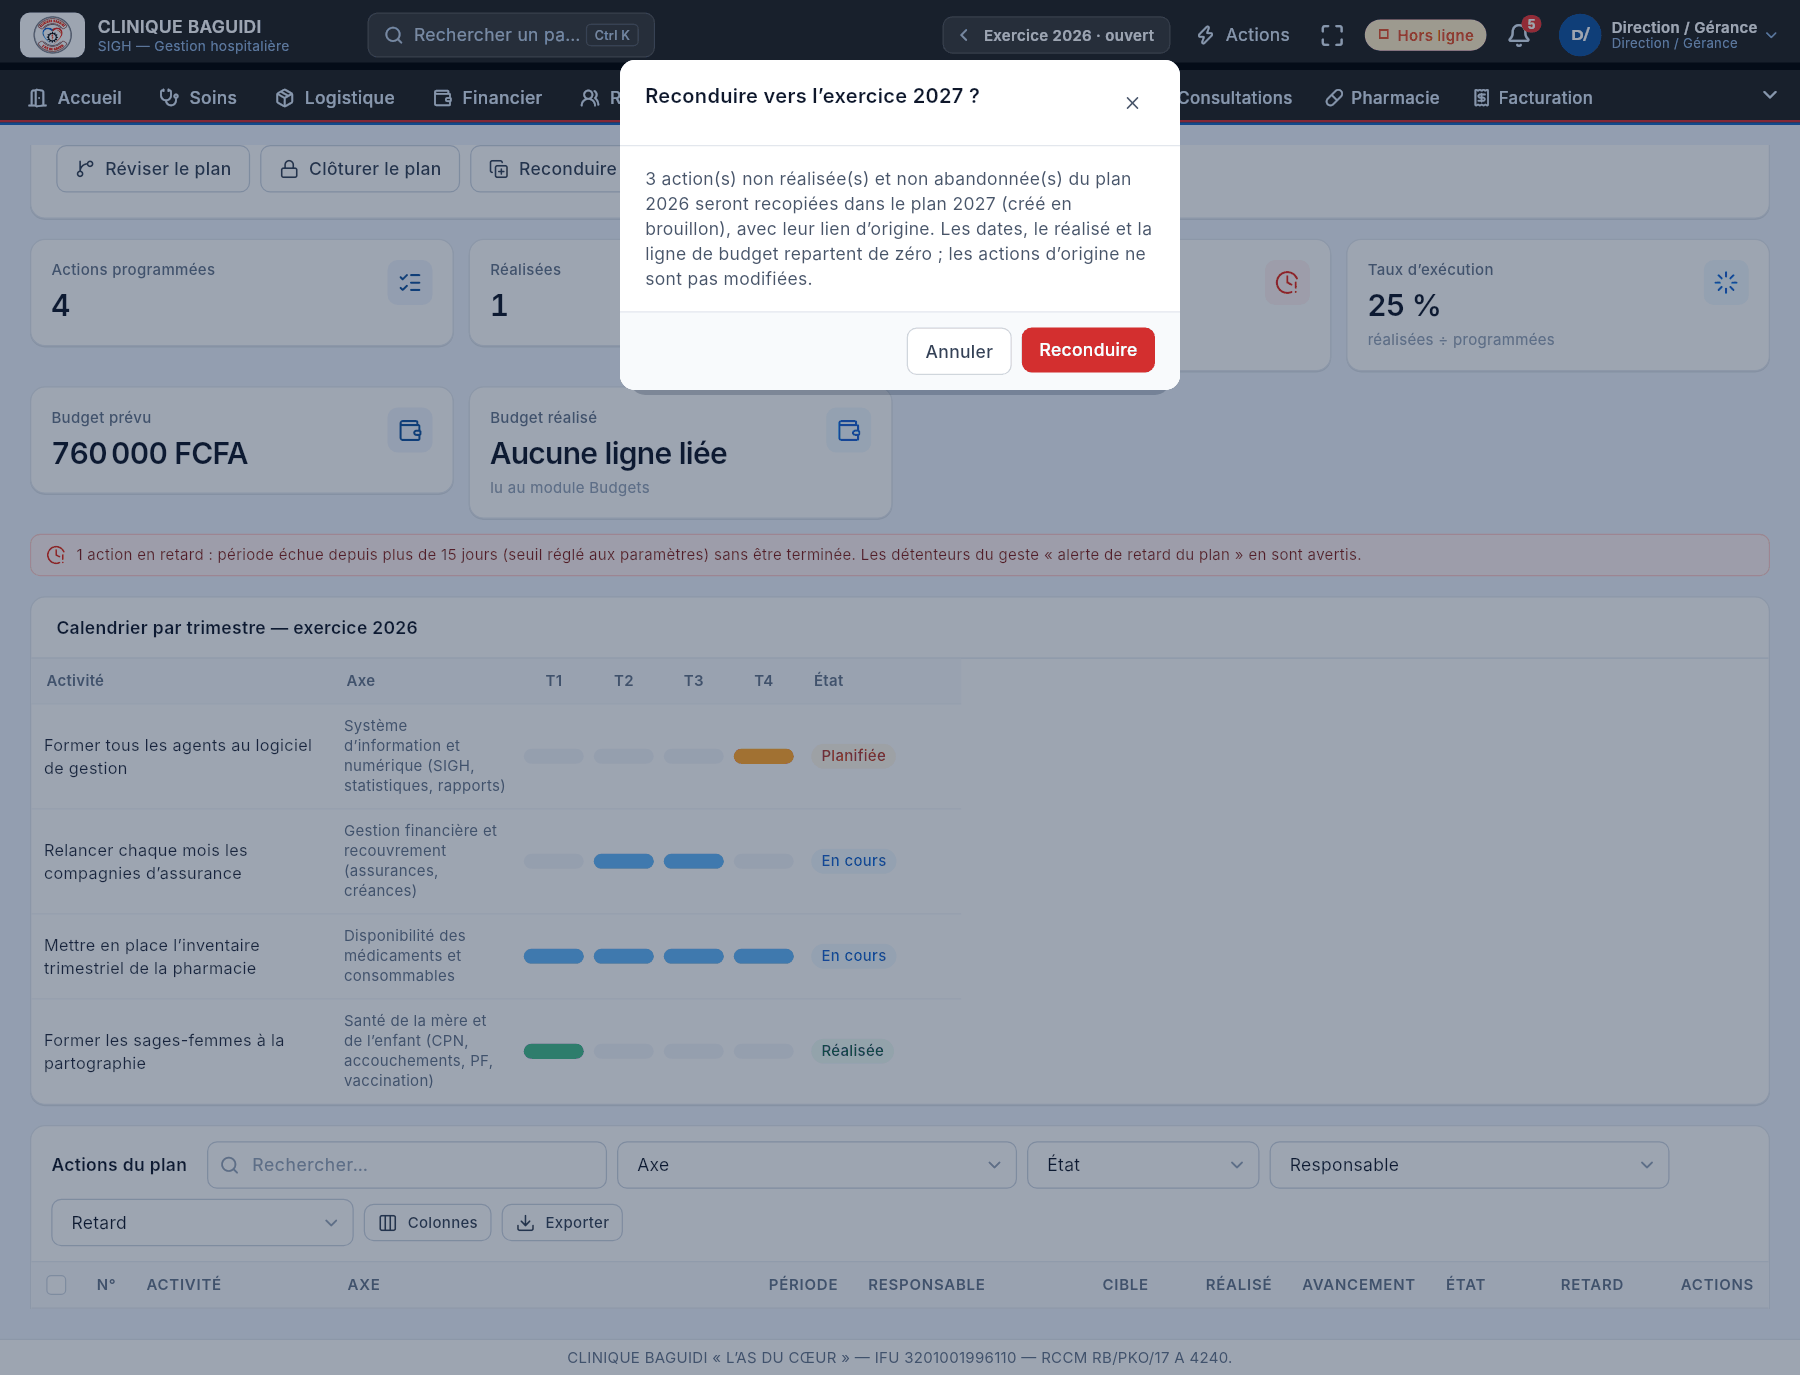 CLINIQUE BAGUIDI
SIGH — Gestion hospitalière
Rechercher un pa... Ctrl K
Exercice 2026 · ouvert
Actions
Hors ligne
5
D/
Direction / Gérance
Direction / Gérance
Accueil
Soins
Logistique
Financier
R
Consultations
Pharmacie
Facturation
Reconduire vers l’exercice 2027 ?
3 action(s) non réalisée(s) et non abandonnée(s) du plan
2026 seront recopiées dans le plan 2027 (créé en
brouillon), avec leur lien d’origine. Les dates, le réalisé et la
ligne de budget repartent de zéro ; les actions d’origine ne
sont pas modifiées.
Annuler
Reconduire
Réviser le plan
Clôturer le plan
Reconduire
Actions programmées
4
Réalisées
1
Taux d’exécution
25 %
réalisées ÷ programmées
Budget prévu
760 000 FCFA
Budget réalisé
Aucune ligne liée
lu au module Budgets
1 action en retard : période échue depuis plus de 15 jours (seuil réglé aux paramètres) sans être terminée. Les détenteurs du geste « alerte de retard du plan » en sont avertis.
Calendrier par trimestre — exercice 2026
Activité Axe T1 T2 T3 T4 État
Former tous les agents au logiciel
de gestion
Système
d’information et
numérique (SIGH,
statistiques, rapports)
Planifiée
Relancer chaque mois les
compagnies d’assurance
Gestion financière et
recouvrement
(assurances,
créances)
En cours
Mettre en place l’inventaire
trimestriel de la pharmacie
Disponibilité des
médicaments et
consommables
En cours
Former les sages-femmes à la
partographie
Santé de la mère et
de l’enfant (CPN,
accouchements, PF,
vaccination)
Réalisée
Actions du plan
Rechercher...
Axe
État
Responsable
Retard
Colonnes
Exporter
N° ACTIVITÉ AXE PÉRIODE RESPONSABLE CIBLE RÉALISÉ AVANCEMENT ÉTAT RETARD ACTIONS
CLINIQUE BAGUIDI « L’AS DU CŒUR » — IFU 3201001996110 — RCCM RB/PKO/17 A 4240.